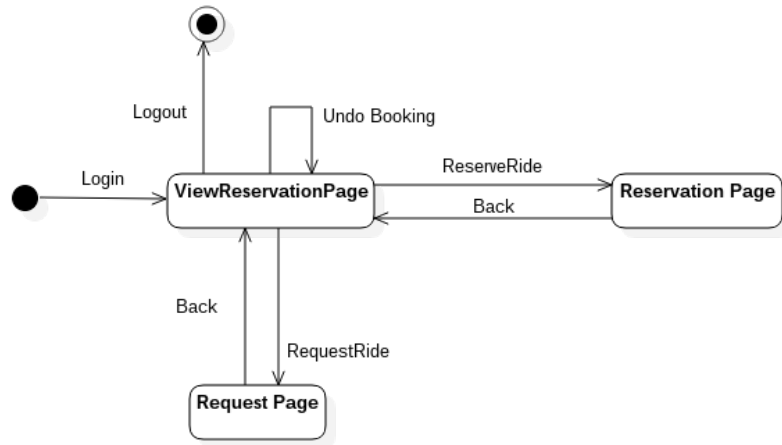 Logout
Undo Booking
Login
ViewReservationPage
ReserveRide
Reservation Page
Back
Back
RequestRide
Request Page